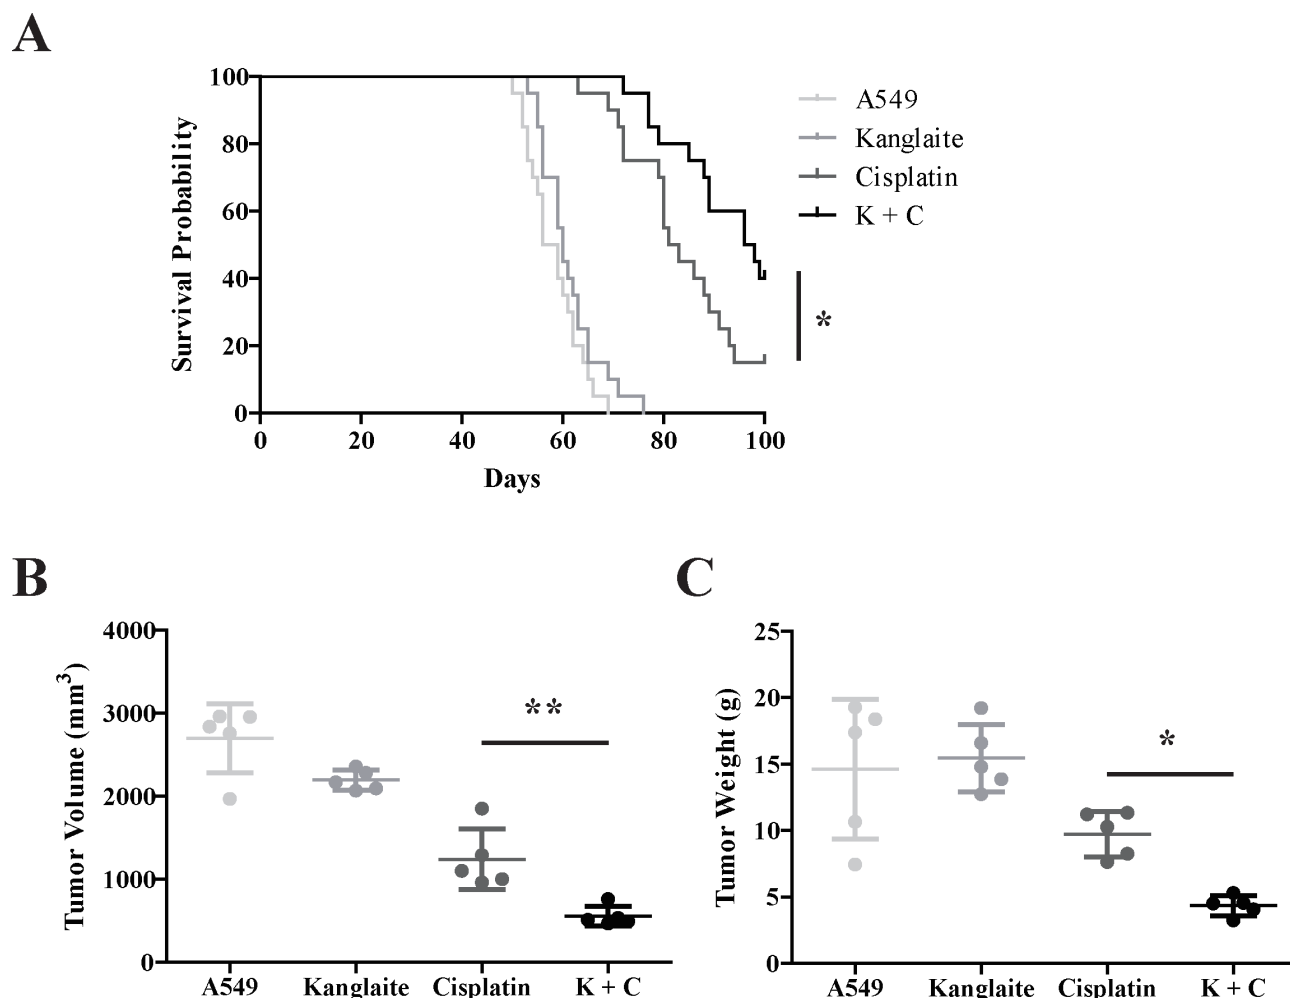 A
Survival Probability
100
80
60
40
20
0
0 20 40 60 80 100
Days
A549
Kanglaite
Cisplatin
K + C
*
B
Tumor Volume (mm³)
4000
3000
2000
1000
0
**
A549 Kanglaite Cisplatin K + C
C
Tumor Weight (g)
25
20
15
10
5
0
*
A549 Kanglaite Cisplatin K + C